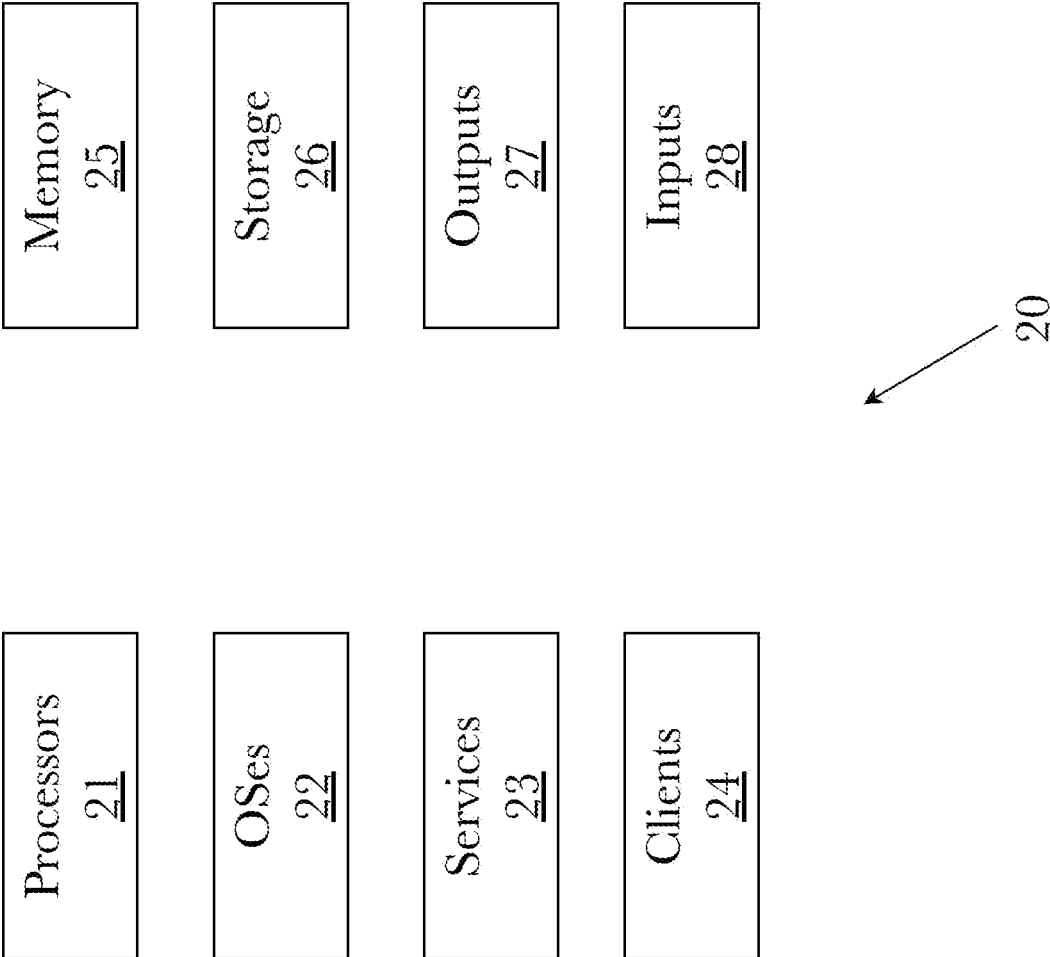 Processors
21
Memory
25
OSes
22
Storage
26
Services
23
Outputs
27
Clients
24
Inputs
28
20